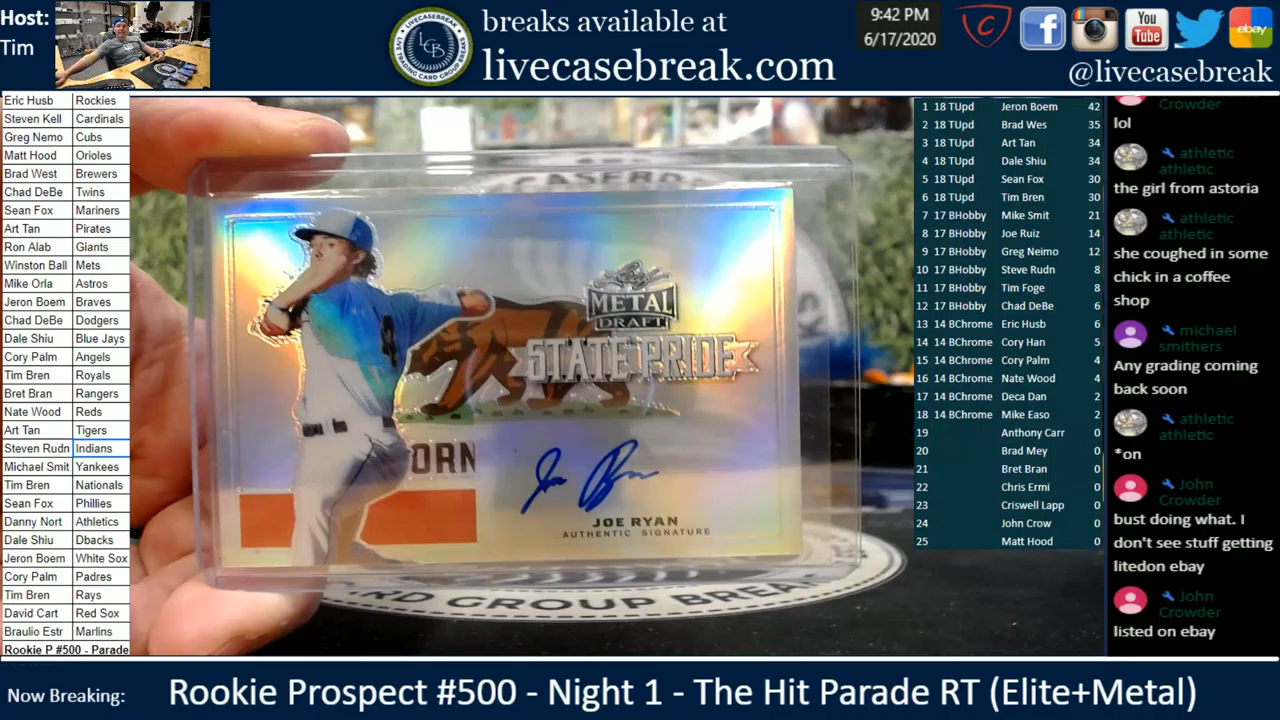 Host:
Tim
LCB
LIVECASEBREAK
TRADING CARD GROUP BREAKS
breaks available at
livecasebreak.com
9:42 PM
6/17/2020
You
Tube
ebay
@livecasebreak
Eric Husb Rockies
Steven Kell Cardinals
Greg Nemo Cubs
Matt Hood Orioles
Brad West Brewers
Chad DeBe Twins
Sean Fox Mariners
Art Tan Pirates
Ron Alab Giants
Winston Ball Mets
Mike Orla Astros
Jeron Boem Braves
Chad DeBe Dodgers
Dale Shiu Blue Jays
Cory Palm Angels
Tim Bren Royals
Bret Bran Rangers
Nate Wood Reds
Art Tan Tigers
Steven Rudn Indians
Michael Smit Yankees
Tim Bren Nationals
Sean Fox Phillies
Danny Nort Athletics
Dale Shiu Dbacks
Jeron Boem White Sox
Cory Palm Padres
Tim Bren Rays
David Cart Red Sox
Braulio Estr Marlins
Rookie P #500 - Parade
Leaf
METAL
DRAFT
STATE PRIDE
ORN
JOE RYAN
AUTHENTIC SIGNATURE
CARD GROUP BREAK
1 18 TUpd Jeron Boem 42
2 18 TUpd Brad Wes 35
3 18 TUpd Art Tan 34
4 18 TUpd Dale Shiu 34
5 18 TUpd Sean Fox 30
6 18 TUpd Tim Bren 30
7 17 BHobby Mike Smit 21
8 17 BHobby Joe Ruiz 14
9 17 BHobby Greg Neimo 12
10 17 BHobby Steve Rudn 8
11 17 BHobby Tim Foge 8
12 17 BHobby Chad DeBe 6
13 14 BChrome Eric Husb 6
14 14 BChrome Cory Han 5
15 14 BChrome Cory Palm 4
16 14 BChrome Nate Wood 4
17 14 BChrome Deca Dan 2
18 14 BChrome Mike Easo 2
19 Anthony Carr 0
20 Brad Mey 0
21 Bret Bran 0
22 Chris Ermi 0
23 Criswell Lapp 0
24 John Crow 0
25 Matt Hood 0
Crowder
lol
athletic
athletic
the girl from astoria
athletic
athletic
she coughed in some
chick in a coffee
shop
michael
smithers
Any grading coming
back soon
athletic
athletic
*on
John
Crowder
bust doing what. I
don't see stuff getting
litedon ebay
John
Crowder
listed on ebay
Now Breaking:
Rookie Prospect #500 - Night 1 - The Hit Parade RT (Elite+Metal)